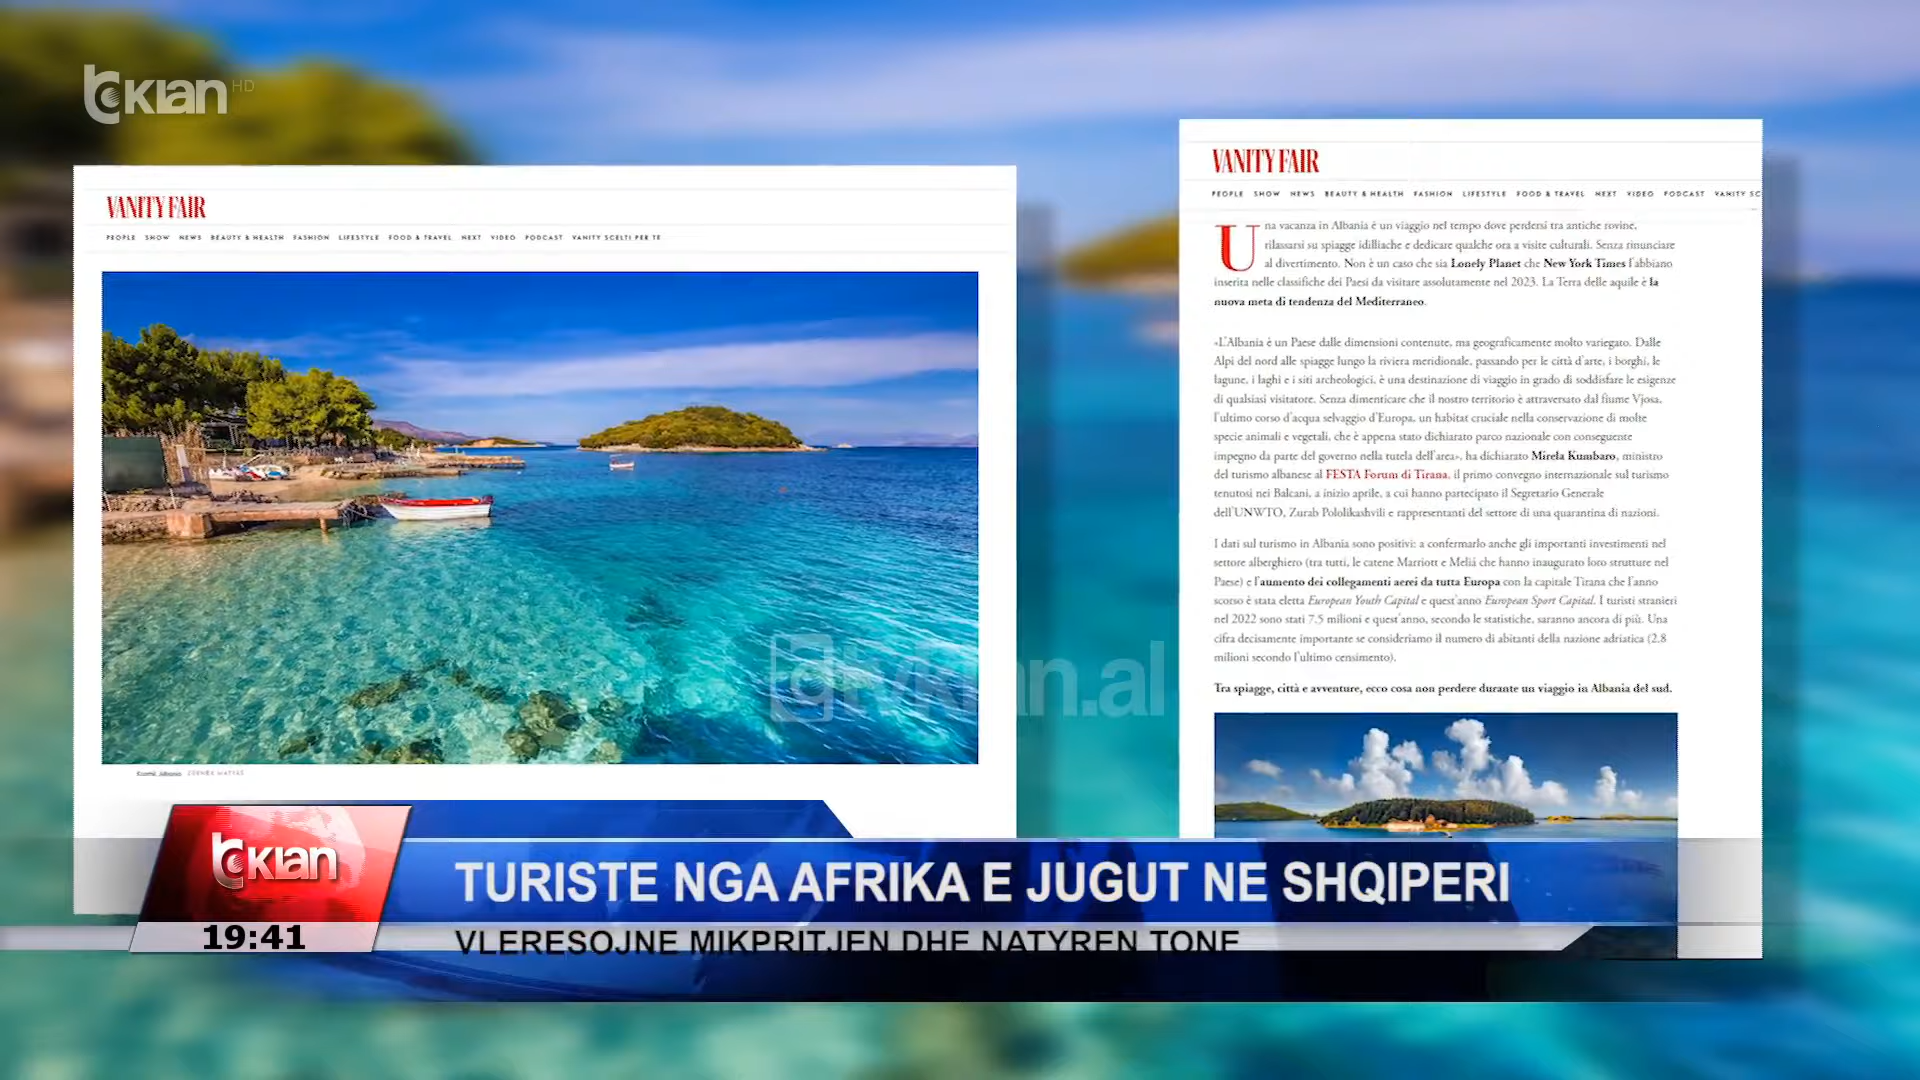 tvklan HD
VANITY FAIR
PEOPLE SHOW NEWS BEAUTY & HEALTH FASHION LIFESTYLE FOOD & TRAVEL NEXT VIDEO PODCAST VANITY SCELTI PER TE
Ksamil, Albania ZDENĚK MATYÁŠ
VANITY FAIR
PEOPLE SHOW NEWS BEAUTY & HEALTH FASHION LIFESTYLE FOOD & TRAVEL NEXT VIDEO PODCAST VANITY SC
Una vacanza in Albania è un viaggio nel tempo dove perdersi tra antiche rovine,
rilassarsi su spiagge idilliache e dedicare qualche ora a visite culturali. Senza rinunciare
al divertimento. Non è un caso che sia Lonely Planet che New York Times l'abbiano
inserita nelle classifiche dei Paesi da visitare assolutamente nel 2023. La Terra delle aquile è la
nuova meta di tendenza del Mediterraneo.
«L'Albania è un Paese dalle dimensioni contenute, ma geograficamente molto variegato. Dalle
Alpi del nord alle spiagge lungo la riviera meridionale, passando per le città d'arte, i borghi, le
lagune, i laghi e i siti archeologici, è una destinazione di viaggio in grado di soddisfare le esigenze
di qualsiasi visitatore. Senza dimenticare che il nostro territorio è attraversato dal fiume Vjosa,
l'ultimo corso d'acqua selvaggio d'Europa, un habitat cruciale nella conservazione di molte
specie animali e vegetali, che è appena stato dichiarato parco nazionale con conseguente
impegno da parte del governo nella tutela dell'area», ha dichiarato Mirela Kumbaro, ministro
del turismo albanese al FESTA Forum di Tirana, il primo convegno internazionale sul turismo
tenutosi nei Balcani, a inizio aprile, a cui hanno partecipato il Segretario Generale
dell'UNWTO, Zurab Pololikashvili e rappresentanti del settore di una quarantina di nazioni.
I dati sul turismo in Albania sono positivi: a confermarlo anche gli importanti investimenti nel
settore alberghiero (tra tutti, le catene Marriott e Meliá che hanno inaugurato loro strutture nel
Paese) e l'aumento dei collegamenti aerei da tutta Europa con la capitale Tirana che l'anno
scorso è stata eletta European Youth Capital e quest'anno European Sport Capital. I turisti stranieri
nel 2022 sono stati 7,5 milioni e quest'anno, secondo le statistiche, saranno ancora di più. Una
cifra decisamente importante se consideriamo il numero di abitanti della nazione adriatica (2,8
milioni secondo l'ultimo censimento).
Tra spiagge, città e avventure, ecco cosa non perdere durante un viaggio in Albania del sud.
tvklan.al
tvklan
TURISTE NGA AFRIKA E JUGUT NE SHQIPERI
19:41
VLERESOJNE MIKPRITJEN DHE NATYREN TONE